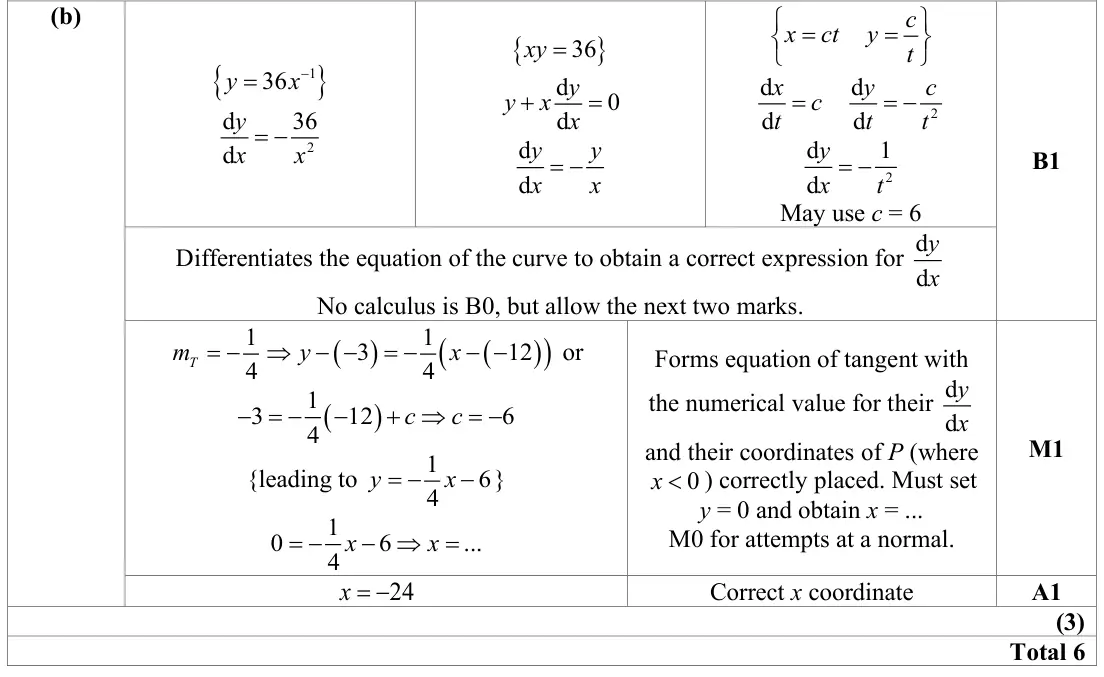 (b)
{y = 36x⁻¹}
dy/dx = −36/x²
{xy = 36}
y + x dy/dx = 0
dy/dx = −y/x
{x = ct   y = c/t}
dx/dt = c   dy/dt = −c/t²
dy/dx = −1/t²
May use c = 6
B1
Differentiates the equation of the curve to obtain a correct expression for dy/dx
No calculus is B0, but allow the next two marks.
m_T = −1/4 ⇒ y − (−3) = −1/4(x − (−12)) or
−3 = −1/4(−12) + c ⇒ c = −6
{leading to y = −1/4 x − 6}
0 = −1/4 x − 6 ⇒ x = ...
Forms equation of tangent with
the numerical value for their dy/dx
and their coordinates of P (where
x < 0 ) correctly placed. Must set
y = 0 and obtain x = ...
M0 for attempts at a normal.
M1
x = −24
Correct x coordinate
A1
(3)
Total 6